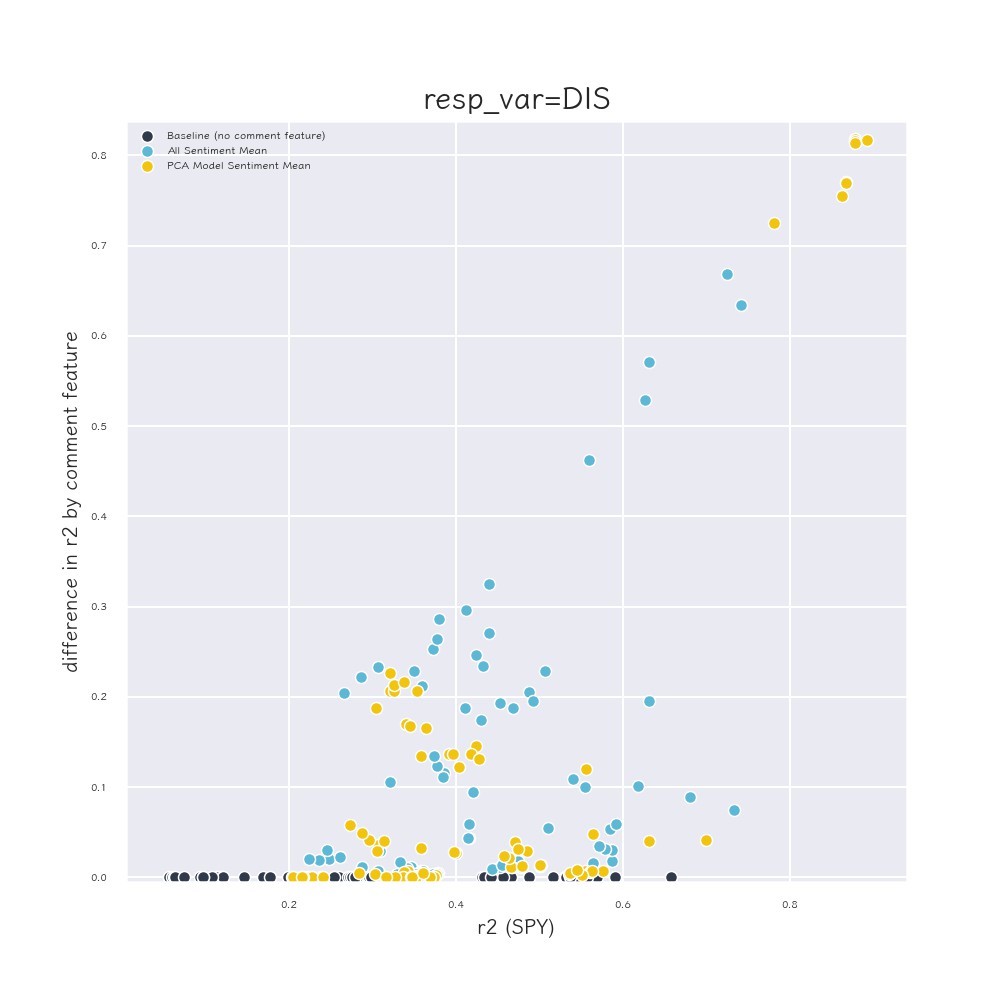 resp_var=DIS
Baseline (no comment feature)
All Sentiment Mean
PCA Model Sentiment Mean
difference in r2 by comment feature
0.8
0.7
0.6
0.5
0.4
0.3
0.2
0.1
0.0
0.2 0.4 0.6 0.8
r2 (SPY)